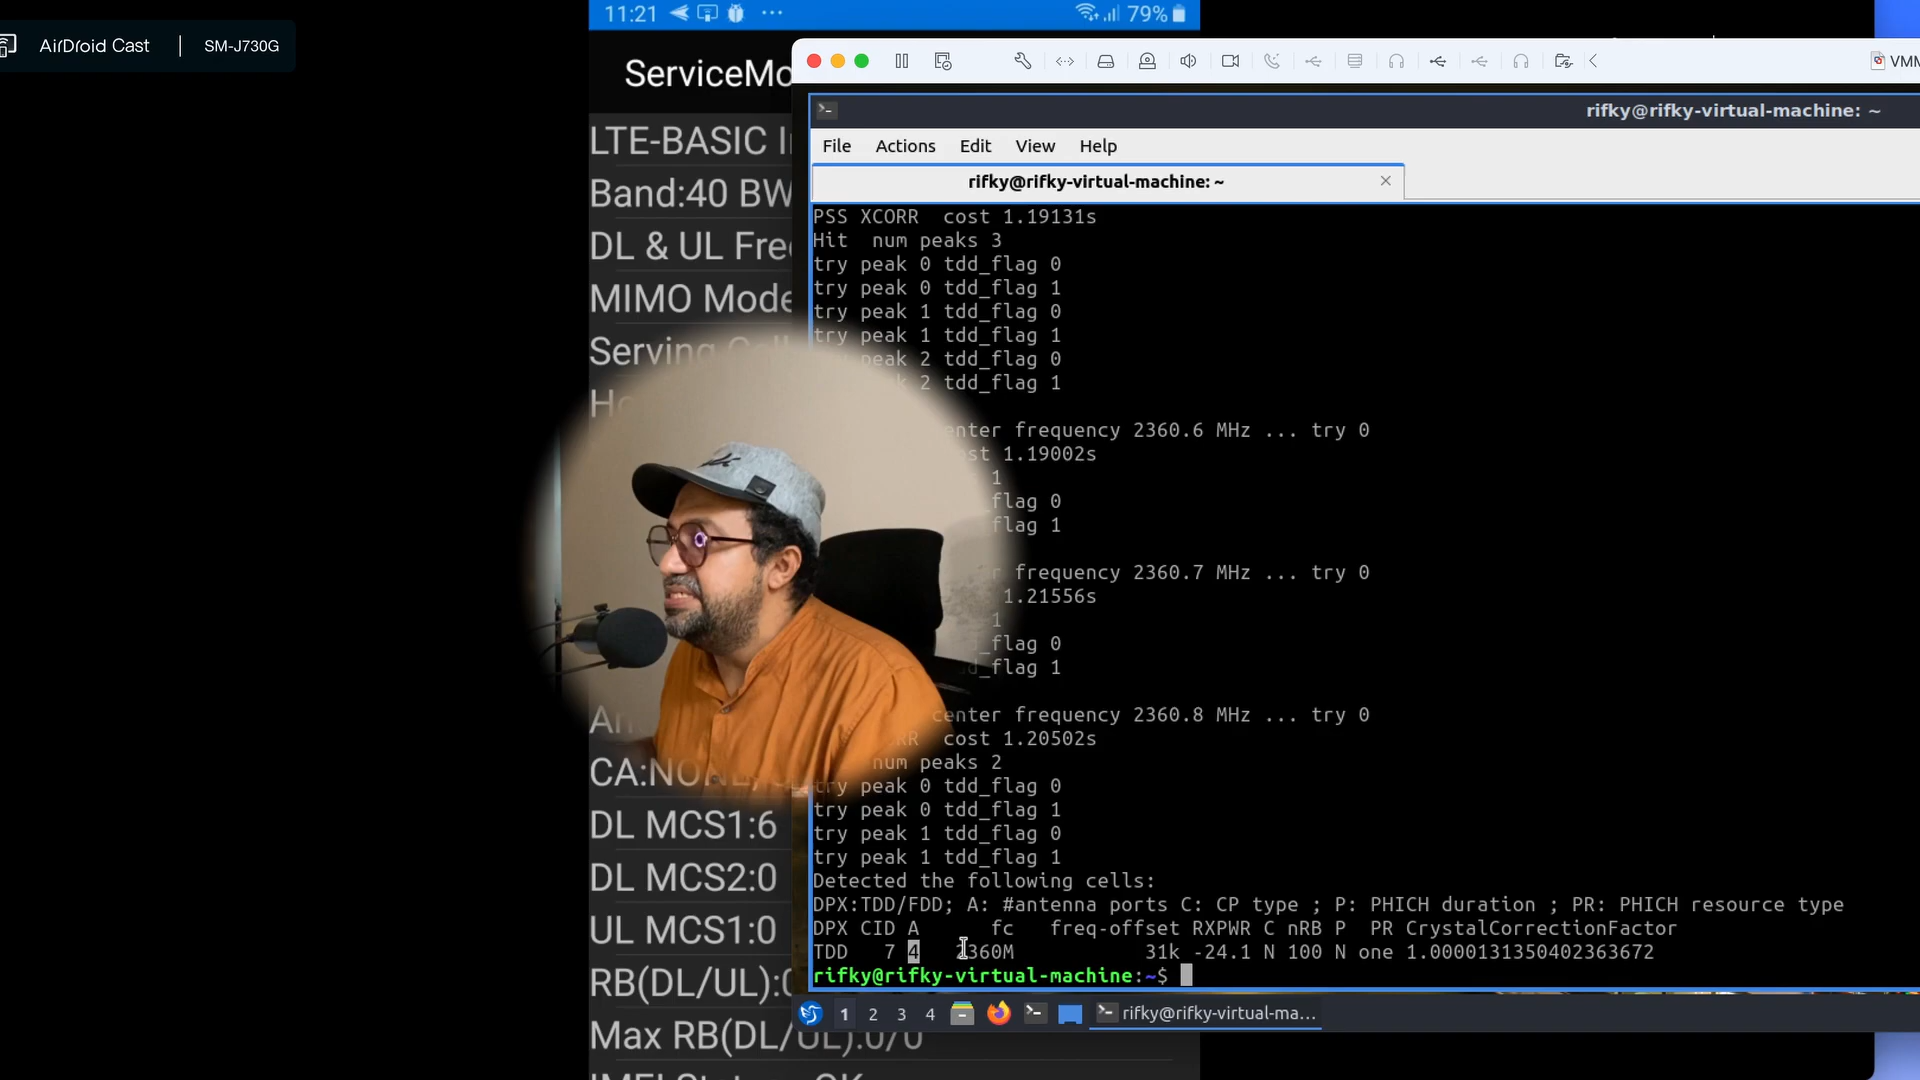 11:21
79%
AirDroid Cast | SM-J730G
ServiceMo
VMM
rifky@rifky-virtual-machine: ~
File Actions Edit View Help
rifky@rifky-virtual-machine: ~
LTE-BASIC
Band:40 BW
DL & UL Fre
MIMO Mode
Serving
PSS XCORR cost 1.19131s
Hit num peaks 3
try peak 0 tdd_flag 0
try peak 0 tdd_flag 1
try peak 1 tdd_flag 0
try peak 1 tdd_flag 1
peak 2 tdd_flag 0
2 tdd_flag 1
enter frequency 2360.6 MHz ... try 0
st 1.19002s
1
flag 0
flag 1
frequency 2360.7 MHz ... try 0
1.21556s
1
flag 0
flag 1
center frequency 2360.8 MHz ... try 0
RR cost 1.20502s
num peaks 2
try peak 0 tdd_flag 0
try peak 0 tdd_flag 1
try peak 1 tdd_flag 0
try peak 1 tdd_flag 1
Detected the following cells:
DPX:TDD/FDD; A: #antenna ports C: CP type ; P: PHICH duration ; PR: PHICH resource type
DPX CID A fc freq-offset RXPWR C nRB P PR CrystalCorrectionFactor
TDD 7 4 2360M 31k -24.1 N 100 N one 1.0000131350402363672
rifky@rifky-virtual-machine:~$
CA:NONE
DL MCS1:6
DL MCS2:0
UL MCS1:0
RB(DL/UL):0
Max RB(DL/UL):0/0
1 2 3 4 rifky@rifky-virtual-ma...